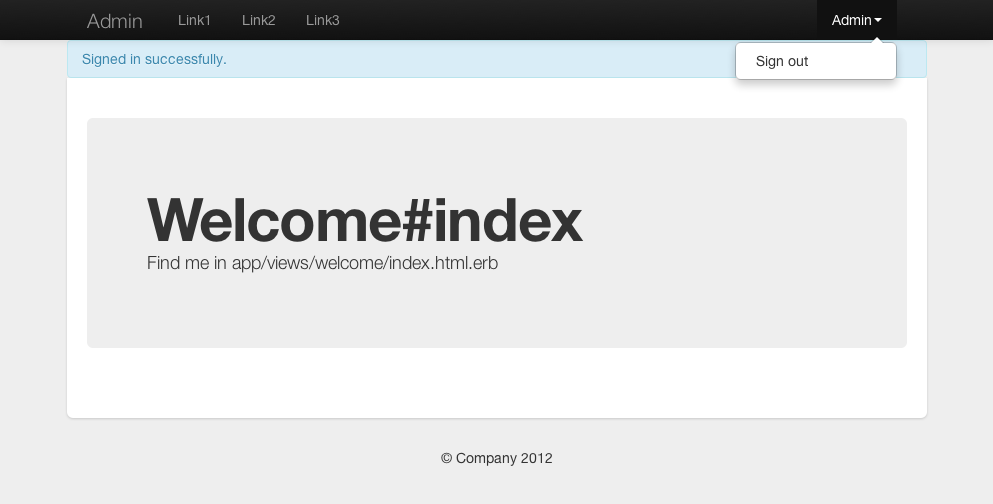 Admin Link1 Link2 Link3 Admin
Signed in successfully.
Sign out
Welcome#index
Find me in app/views/welcome/index.html.erb
© Company 2012